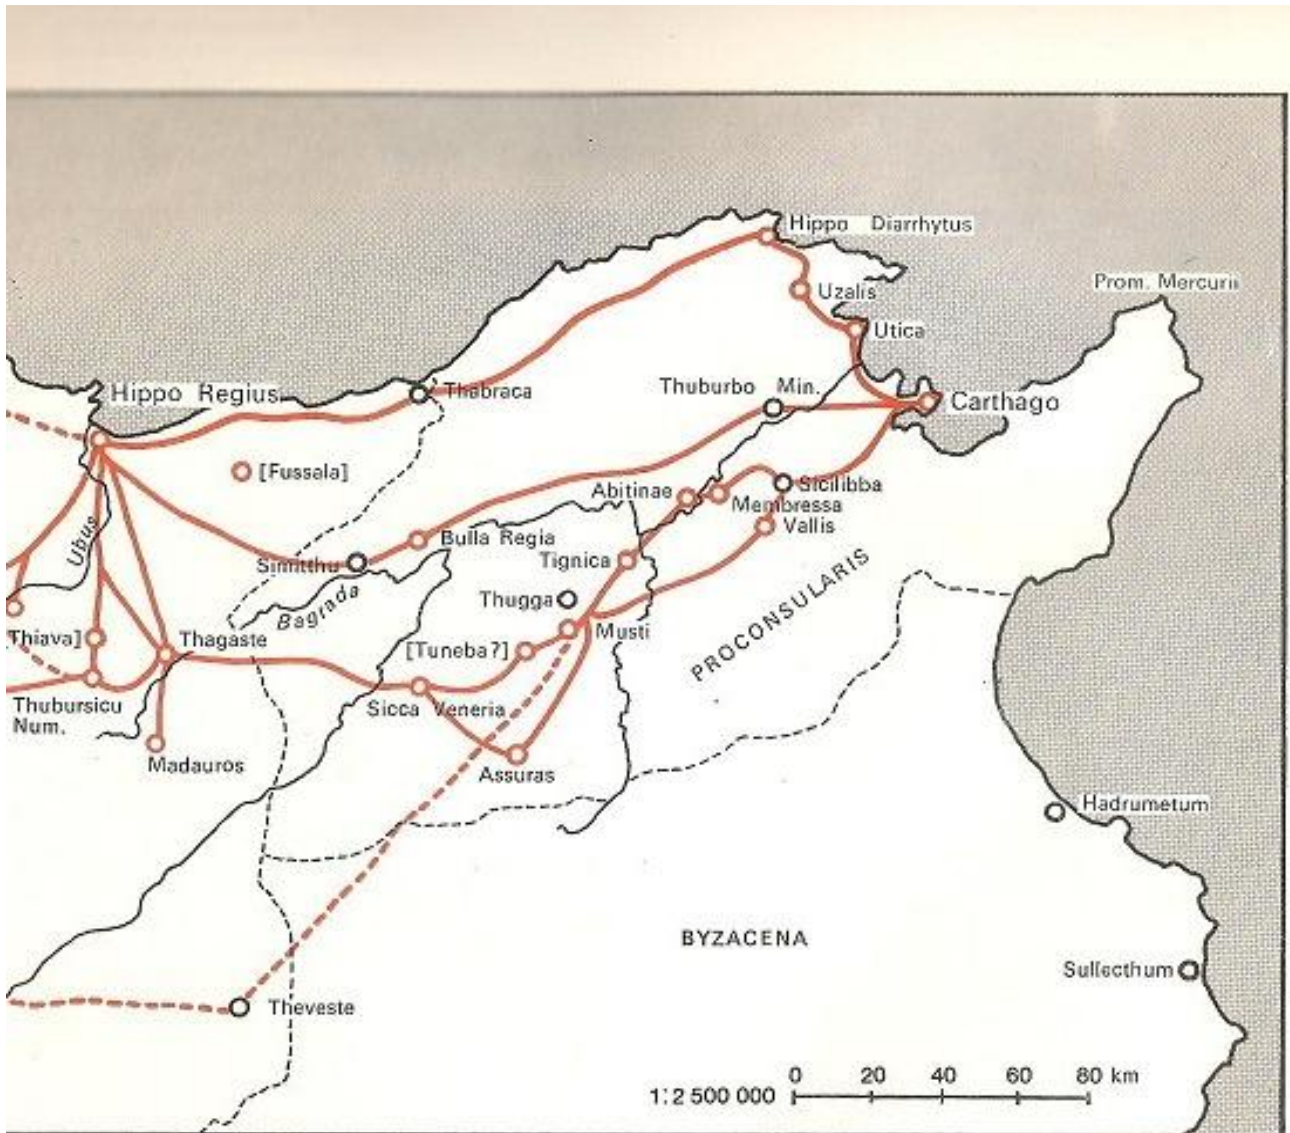 Hippo Diarrhytus
Prom. Mercurii
Uzalis
Utica
Hippo Regius
Thabraca
Thuburbo Min.
Carthago
[Fussala]
Abitinae
Sicilibba
Membressa
Vallis
Ubus
Bulla Regia
Simitthu
Tignica
Bagrada
Thugga
PROCONSULARIS
Thiava]
Thagaste
Musti
[Tuneba?]
Thubursicu
Num.
Sicca Veneria
Madauros
Assuras
Hadrumetum
BYZACENA
Sullecthum
Theveste
0 20 40 60 80 km
1:2 500 000